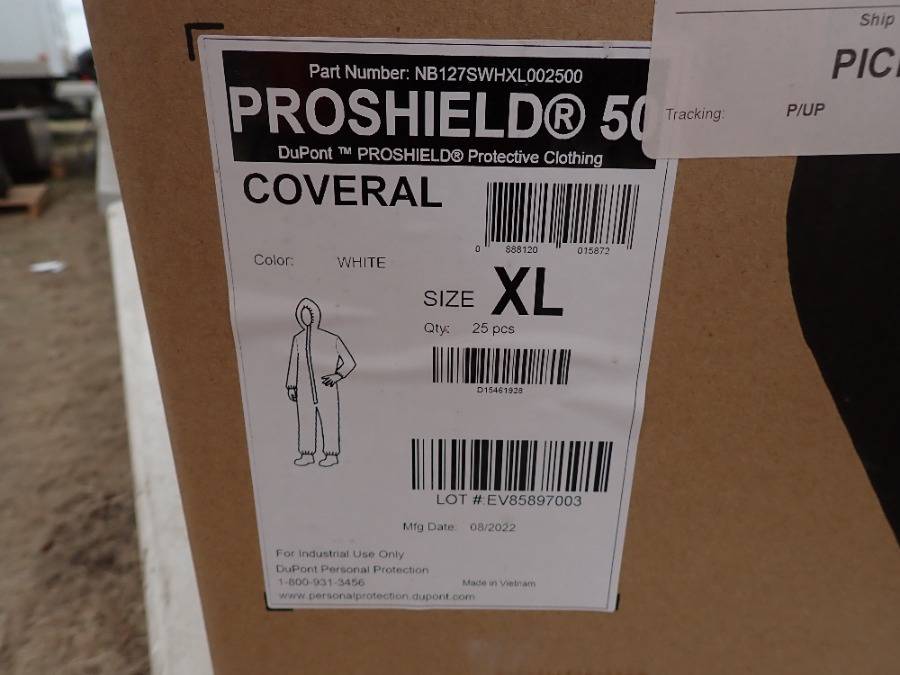 Part Number: NB127SWHXL002500
PROSHIELD® 50
DuPont ™ PROSHIELD® Protective Clothing
COVERAL
0 888120 015872
Color: WHITE
SIZE XL
Qty: 25 pcs
D15461928
LOT #:EV85897003
Mfg Date: 08/2022
For Industrial Use Only
DuPont Personal Protection
1-800-931-3456
Made in Vietnam
www.personalprotection.dupont.com
Ship
PIC
Tracking: P/UP